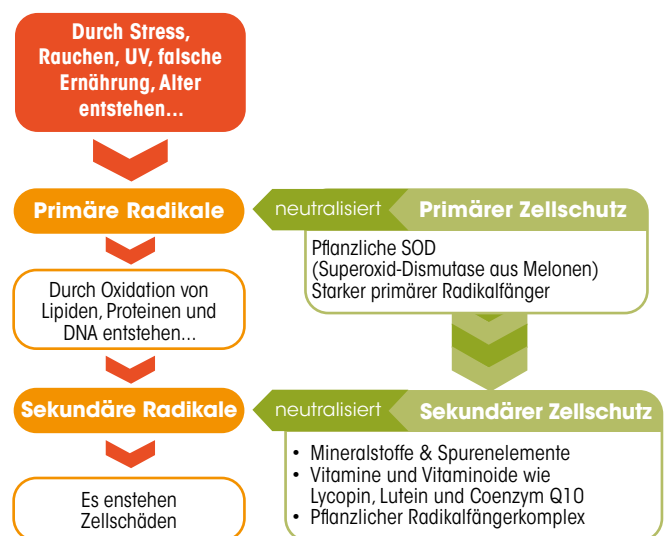 Durch Stress,
Rauchen, UV, falsche
Ernährung, Alter
entstehen...
Primäre Radikale
neutralisiert
Primärer Zellschutz
Pflanzliche SOD
(Superoxid-Dismutase aus Melonen)
Starker primärer Radikalfänger
Durch Oxidation von
Lipiden, Proteinen und
DNA entstehen...
Sekundäre Radikale
neutralisiert
Sekundärer Zellschutz
• Mineralstoffe & Spurenelemente
• Vitamine und Vitaminoide wie
Lycopin, Lutein und Coenzym Q10
• Pflanzlicher Radikalfängerkomplex
Es enstehen
Zellschäden